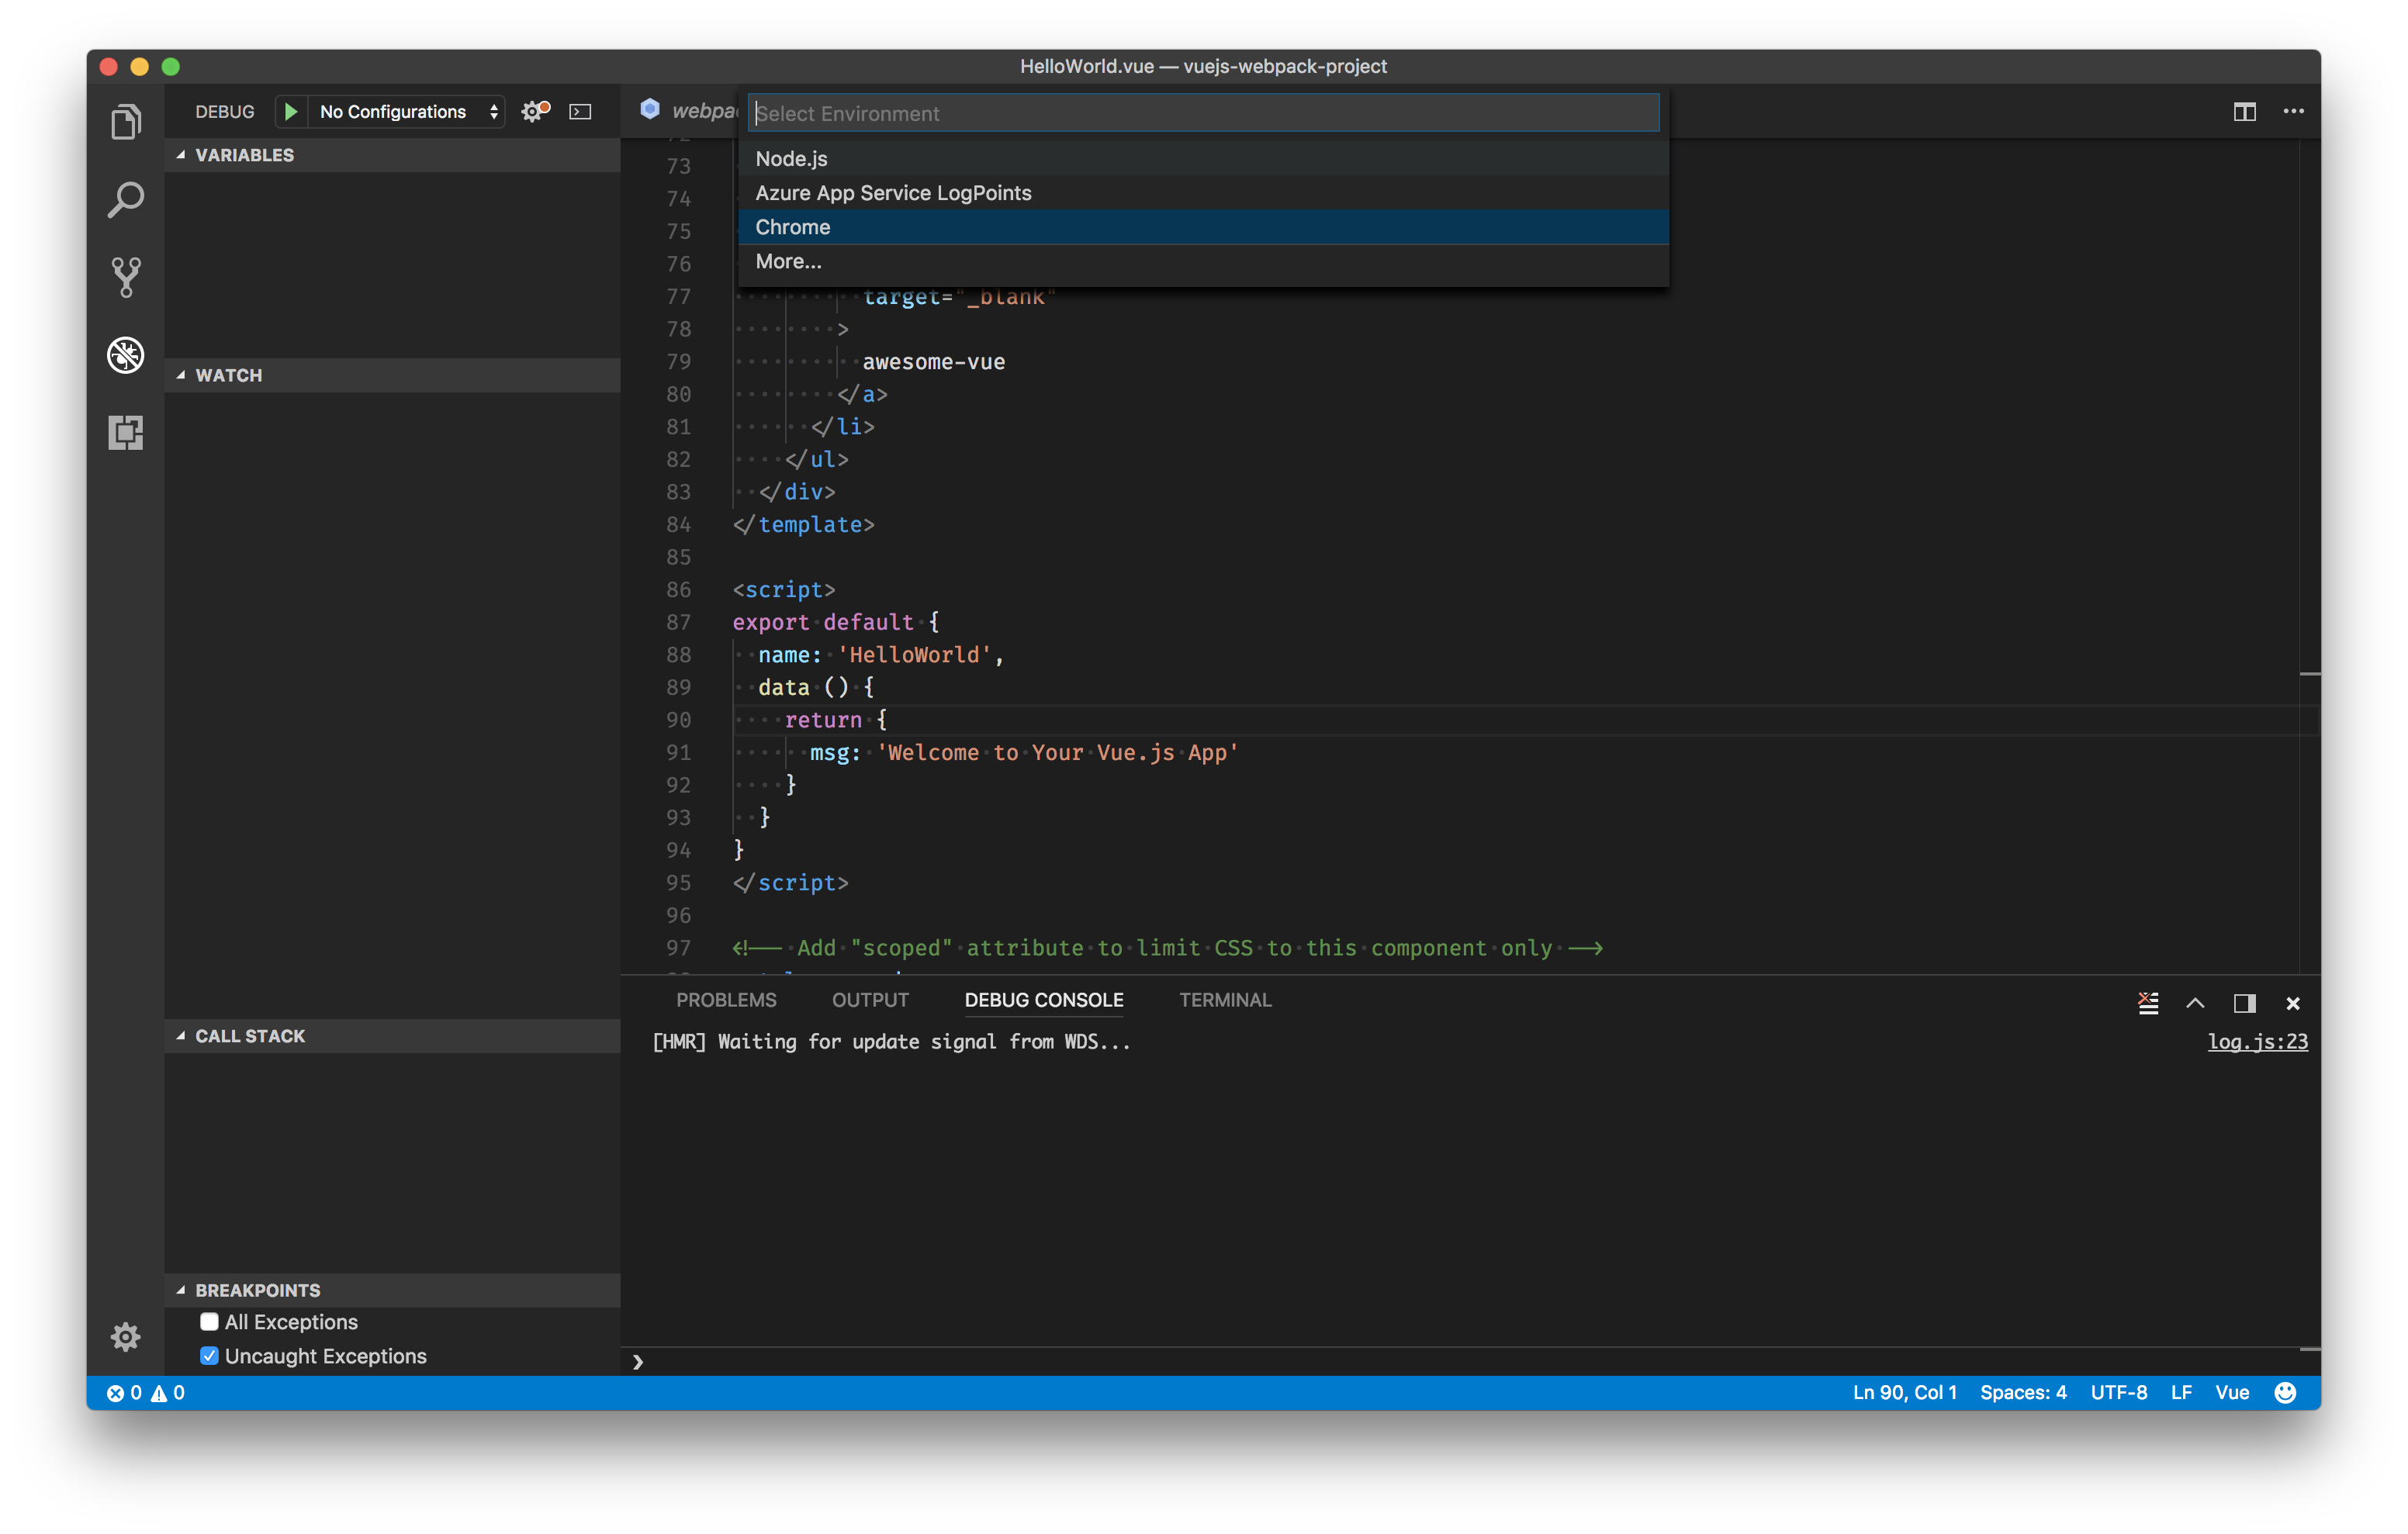 HelloWorld.vue — vuejs-webpack-project
DEBUG
No Configurations
VARIABLES
WATCH
CALL STACK
BREAKPOINTS
All Exceptions
Uncaught Exceptions
Select Environment
Node.js
Azure App Service LogPoints
Chrome
More...
73
74
75
76
77 target="_blank"
78 >
79 awesome-vue
80 </a>
81 </li>
82 </ul>
83 </div>
84 </template>
85
86 <script>
87 export default {
88 name: 'HelloWorld',
89 data () {
90 return {
91 msg: 'Welcome to Your Vue.js App'
92 }
93 }
94 }
95 </script>
96
97 <!-- Add "scoped" attribute to limit CSS to this component only -->
PROBLEMS OUTPUT DEBUG CONSOLE TERMINAL
[HMR] Waiting for update signal from WDS... log.js:23
0 0 Ln 90, Col 1 Spaces: 4 UTF-8 LF Vue